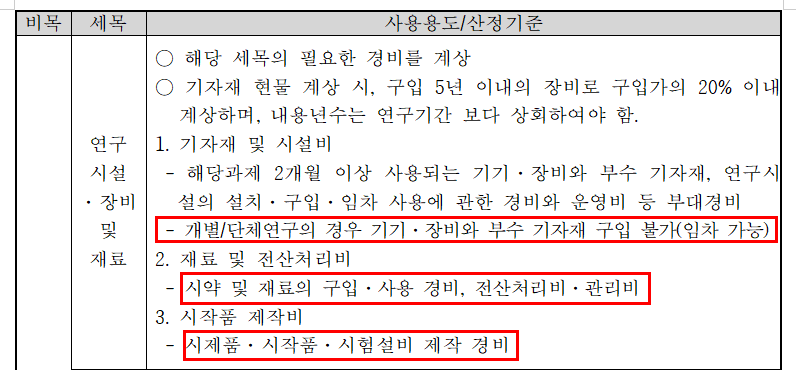 비목 세목 사용용도/산정기준
○ 해당 세목의 필요한 경비를 계상
○ 기자재 현물 계상 시, 구입 5년 이내의 장비로 구입가의 20% 이내
계상하며, 내용년수는 연구기간 보다 상회하여야 함.
연구
시설
·장비
및
재료
1. 기자재 및 시설비
- 해당과제 2개월 이상 사용되는 기기·장비와 부수 기자재, 연구시
설의 설치·구입·임차 사용에 관한 경비와 운영비 등 부대경비
- 개별/단체연구의 경우 기기·장비와 부수 기자재 구입 불가(임차 가능)
2. 재료 및 전산처리비
- 시약 및 재료의 구입·사용 경비, 전산처리비·관리비
3. 시작품 제작비
- 시제품·시작품·시험설비 제작 경비